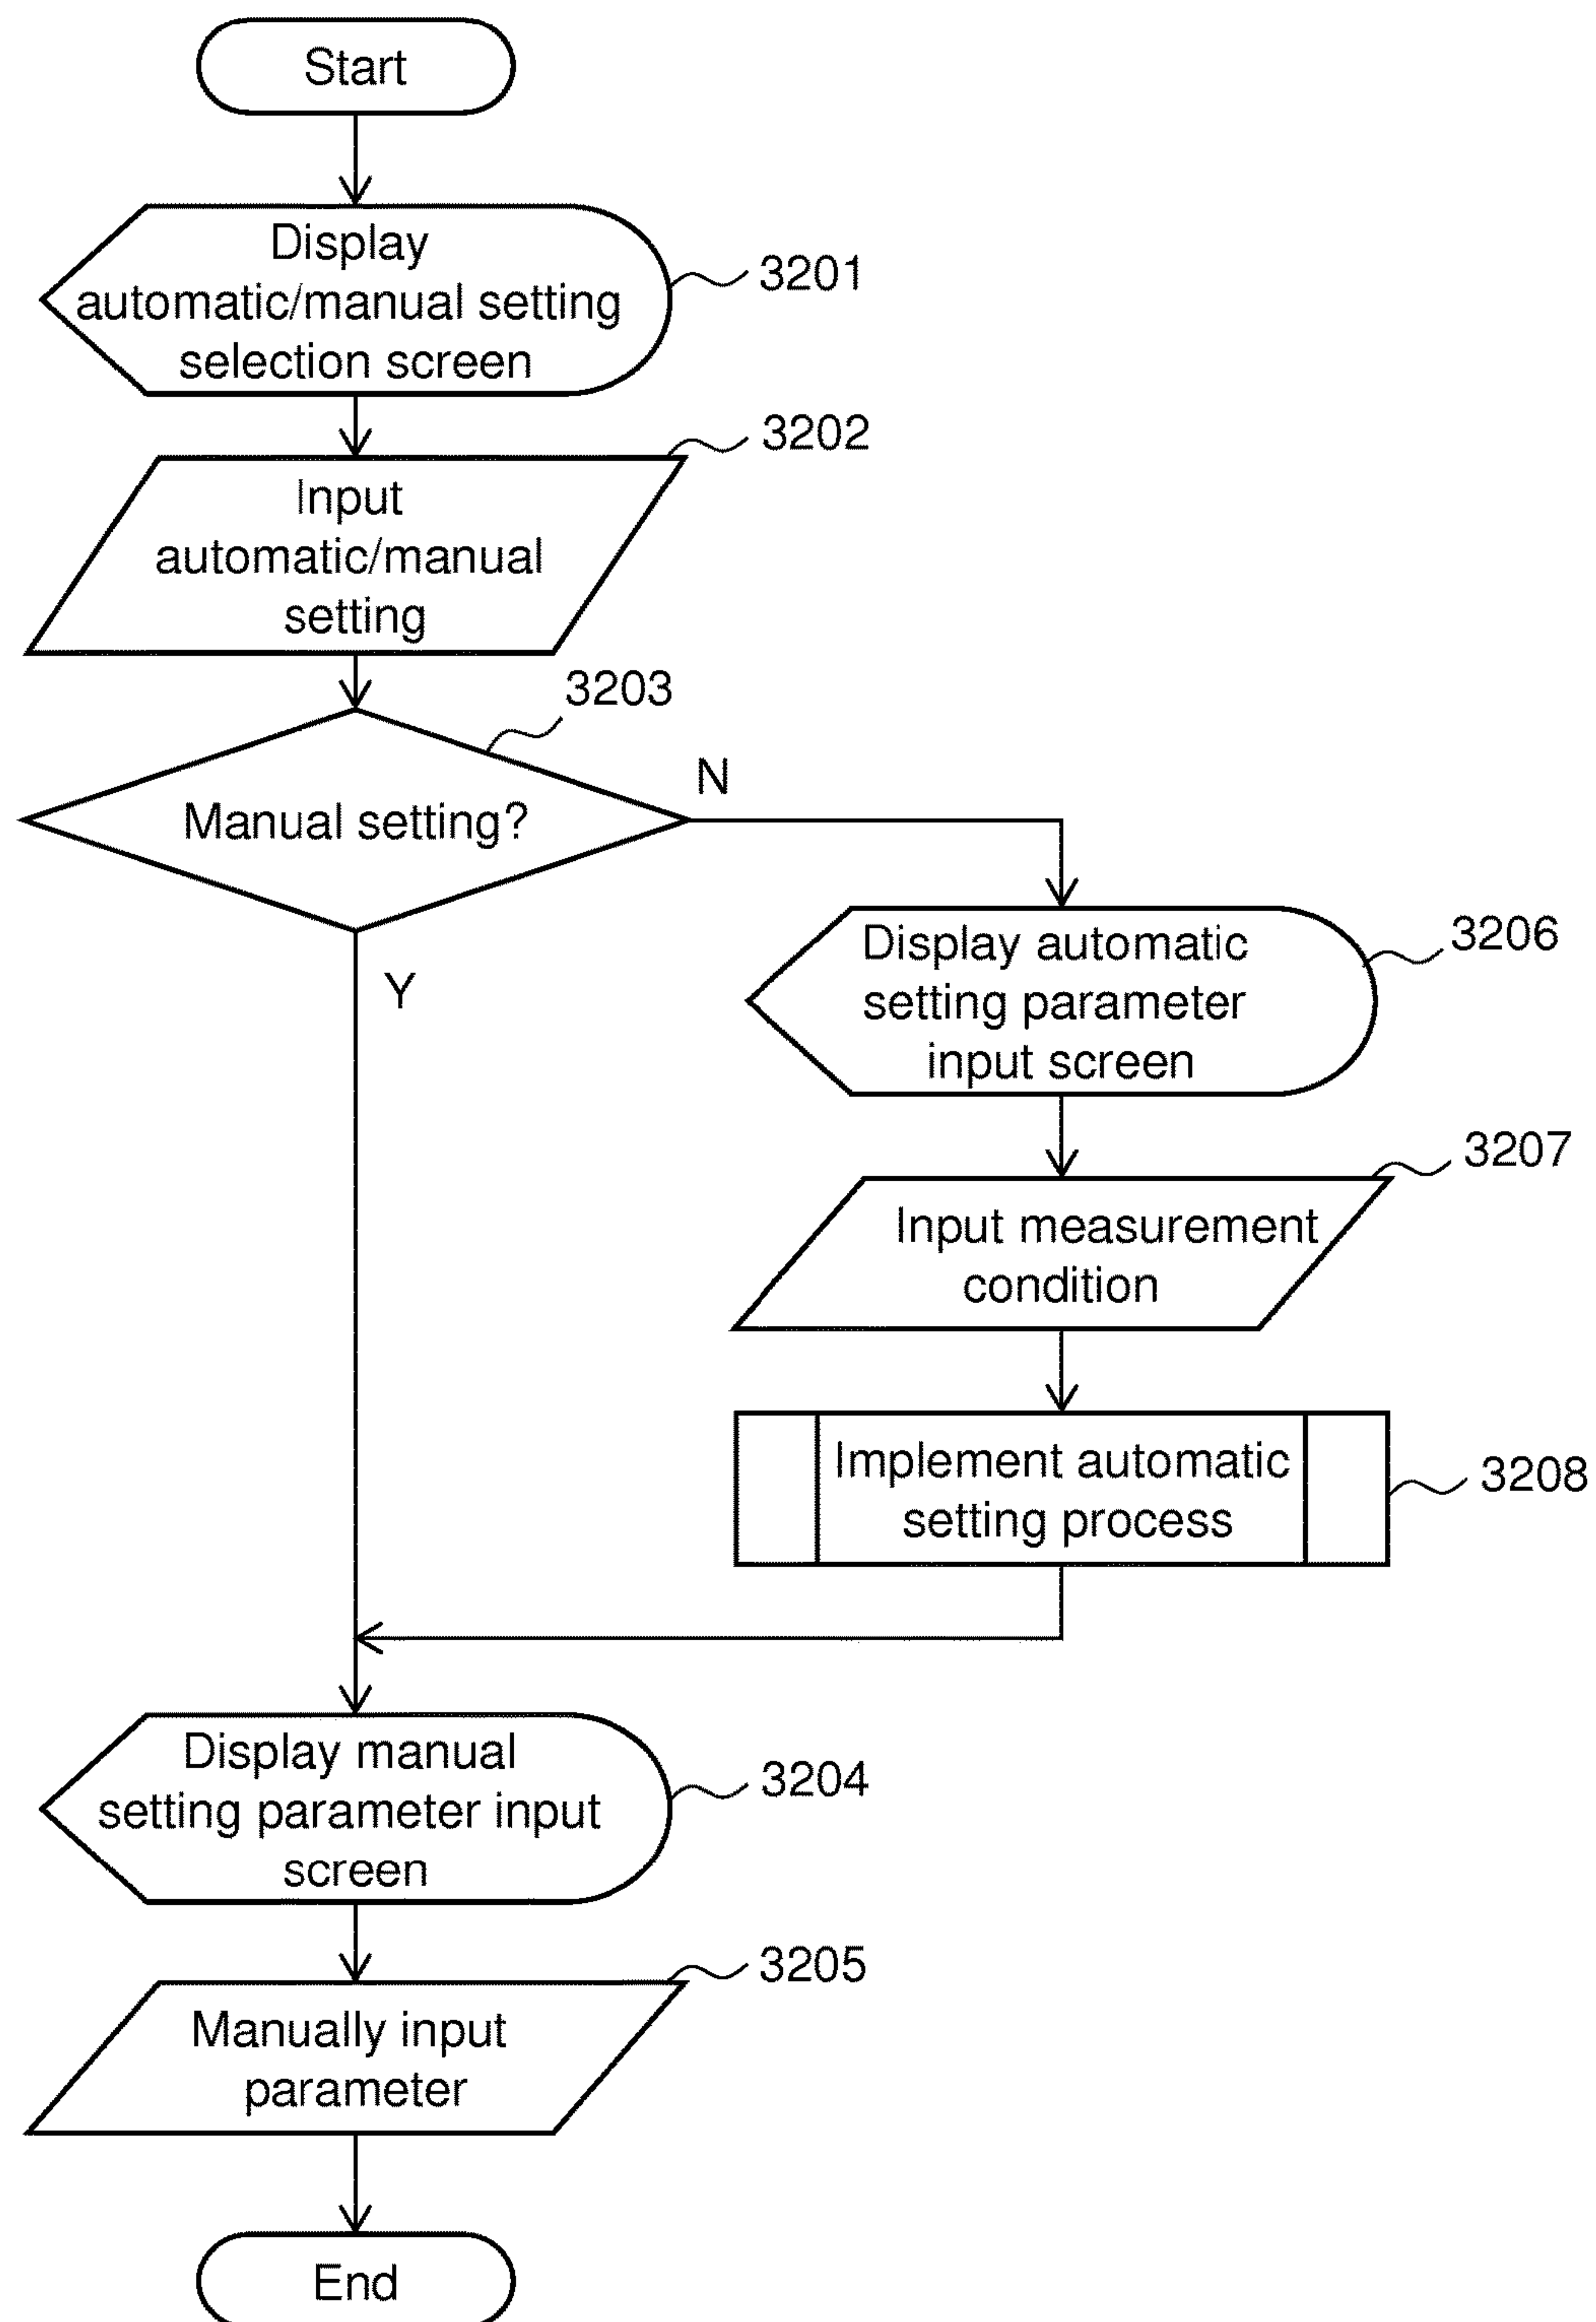 Start
Display
automatic/manual setting
selection screen
3201
3202
Input
automatic/manual
setting
3203
Manual setting?
N
Y
Display automatic
setting parameter
input screen
3206
3207
Input measurement
condition
Implement automatic
setting process
3208
Display manual
setting parameter input
screen
3204
3205
Manually input
parameter
End